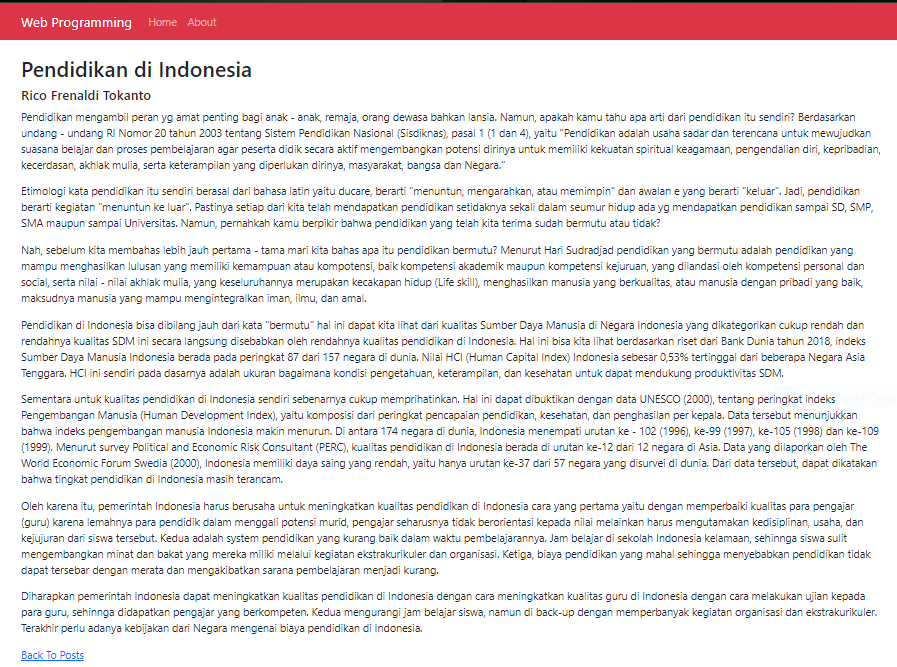 Web Programming Home About
Pendidikan di Indonesia
Rico Frenaldi Tokanto
Pendidikan mengambil peran yg amat penting bagi anak - anak, remaja, orang dewasa bahkan lansia. Namun, apakah kamu tahu apa arti dari pendidikan itu sendiri? Berdasarkan
undang - undang RI Nomor 20 tahun 2003 tentang Sistem Pendidikan Nasional (Sisdiknas), pasal 1 (1 dan 4), yaitu "Pendidikan adalah usaha sadar dan terencana untuk mewujudkan
suasana belajar dan proses pembelajaran agar peserta didik secara aktif mengembangkan potensi dirinya untuk memiliki kekuatan spiritual keagamaan, pengendalian diri, kepribadian,
kecerdasan, akhlak mulia, serta keterampilan yang diperlukan dirinya, masyarakat, bangsa dan Negara."
Etimologi kata pendidikan itu sendiri berasal dari bahasa latin yaitu ducare, berarti "menuntun, mengarahkan, atau memimpin" dan awalan e yang berarti "keluar". Jadi, pendidikan
berarti kegiatan "menuntun ke luar". Pastinya setiap dari kita telah mendapatkan pendidikan setidaknya sekali dalam seumur hidup ada yg mendapatkan pendidikan sampai SD, SMP,
SMA maupun sampai Universitas. Namun, pernahkah kamu berpikir bahwa pendidikan yang telah kita terima sudah bermutu atau tidak?
Nah, sebelum kita membahas lebih jauh pertama - tama mari kita bahas apa itu pendidikan bermutu? Menurut Hari Sudradjad pendidikan yang bermutu adalah pendidikan yang
mampu menghasilkan lulusan yang memiliki kemampuan atau kompotensi, baik kompetensi akademik maupun kompetensi kejuruan, yang dilandasi oleh kompetensi personal dan
social, serta nilai - nilai akhlak mulia, yang keseluruhannya merupakan kecakapan hidup (Life skill), menghasilkan manusia yang berkualitas, atau manusia dengan pribadi yang baik,
maksudnya manusia yang mampu mengintegralkan iman, ilmu, dan amal.
Pendidikan di Indonesia bisa dibilang jauh dari kata "bermutu" hal ini dapat kita lihat dari kualitas Sumber Daya Manusia di Negara Indonesia yang dikategorikan cukup rendah dan
rendahnya kualitas SDM ini secara langsung disebabkan oleh rendahnya kualitas pendidikan di Indonesia. Hal ini bisa kita lihat berdasarkan riset dari Bank Dunia tahun 2018, indeks
Sumber Daya Manusia Indonesia berada pada peringkat 87 dari 157 negara di dunia. Nilai HCI (Human Capital Index) Indonesia sebesar 0,53% tertinggal dari beberapa Negara Asia
Tenggara. HCI ini sendiri pada dasarnya adalah ukuran bagaimana kondisi pengetahuan, keterampilan, dan kesehatan untuk dapat mendukung produktivitas SDM.
Sementara untuk kualitas pendidikan di Indonesia sendiri sebenarnya cukup memprihatinkan. Hal ini dapat dibuktikan dengan data UNESCO (2000), tentang peringkat indeks
Pengembangan Manusia (Human Development Index), yaitu komposisi dari peringkat pencapaian pendidikan, kesehatan, dan penghasilan per kepala. Data tersebut menunjukkan
bahwa indeks pengembangan manusia Indonesia makin menurun. Di antara 174 negara di dunia, Indonesia menempati urutan ke - 102 (1996), ke-99 (1997), ke-105 (1998) dan ke-109
(1999). Menurut survey Political and Economic Risk Consultant (PERC), kualitas pendidikan di Indonesia berada di urutan ke-12 dari 12 negara di Asia. Data yang dilaporkan oleh The
World Economic Forum Swedia (2000), Indonesia memiliki daya saing yang rendah, yaitu hanya urutan ke-37 dari 57 negara yang disurvei di dunia. Dari data tersebut, dapat dikatakan
bahwa tingkat pendidikan di Indonesia masih terancam.
Oleh karena itu, pemerintah Indonesia harus berusaha untuk meningkatkan kualitas pendidikan di Indonesia cara yang pertama yaitu dengan memperbaiki kualitas para pengajar
(guru) karena lemahnya para pendidik dalam menggali potensi murid, pengajar seharusnya tidak berorientasi kepada nilai melainkan harus mengutamakan kedisiplinan, usaha, dan
kejujuran dari siswa tersebut. Kedua adalah system pendidikan yang kurang baik dalam waktu pembelajarannya. Jam belajar di sekolah Indonesia kelamaan, sehinnga siswa sulit
mengembangkan minat dan bakat yang mereka miliki melalui kegiatan ekstrakurikuler dan organisasi. Ketiga, biaya pendidikan yang mahal sehingga menyebabkan pendidikan tidak
dapat tersebar dengan merata dan mengakibatkan sarana pembelajaran menjadi kurang.
Diharapkan pemerintah Indonesia dapat meningkatkan kualitas pendidikan di Indonesia dengan cara meningkatkan kualitas guru di Indonesia dengan cara melakukan ujian kepada
para guru, sehinnga didapatkan pengajar yang berkompeten. Kedua mengurangi jam belajar siswa, namun di back-up dengan memperbanyak kegiatan organisasi dan ekstrakurikuler.
Terakhir perlu adanya kebijakan dari Negara mengenai biaya pendidikan di Indonesia.
Back To Posts